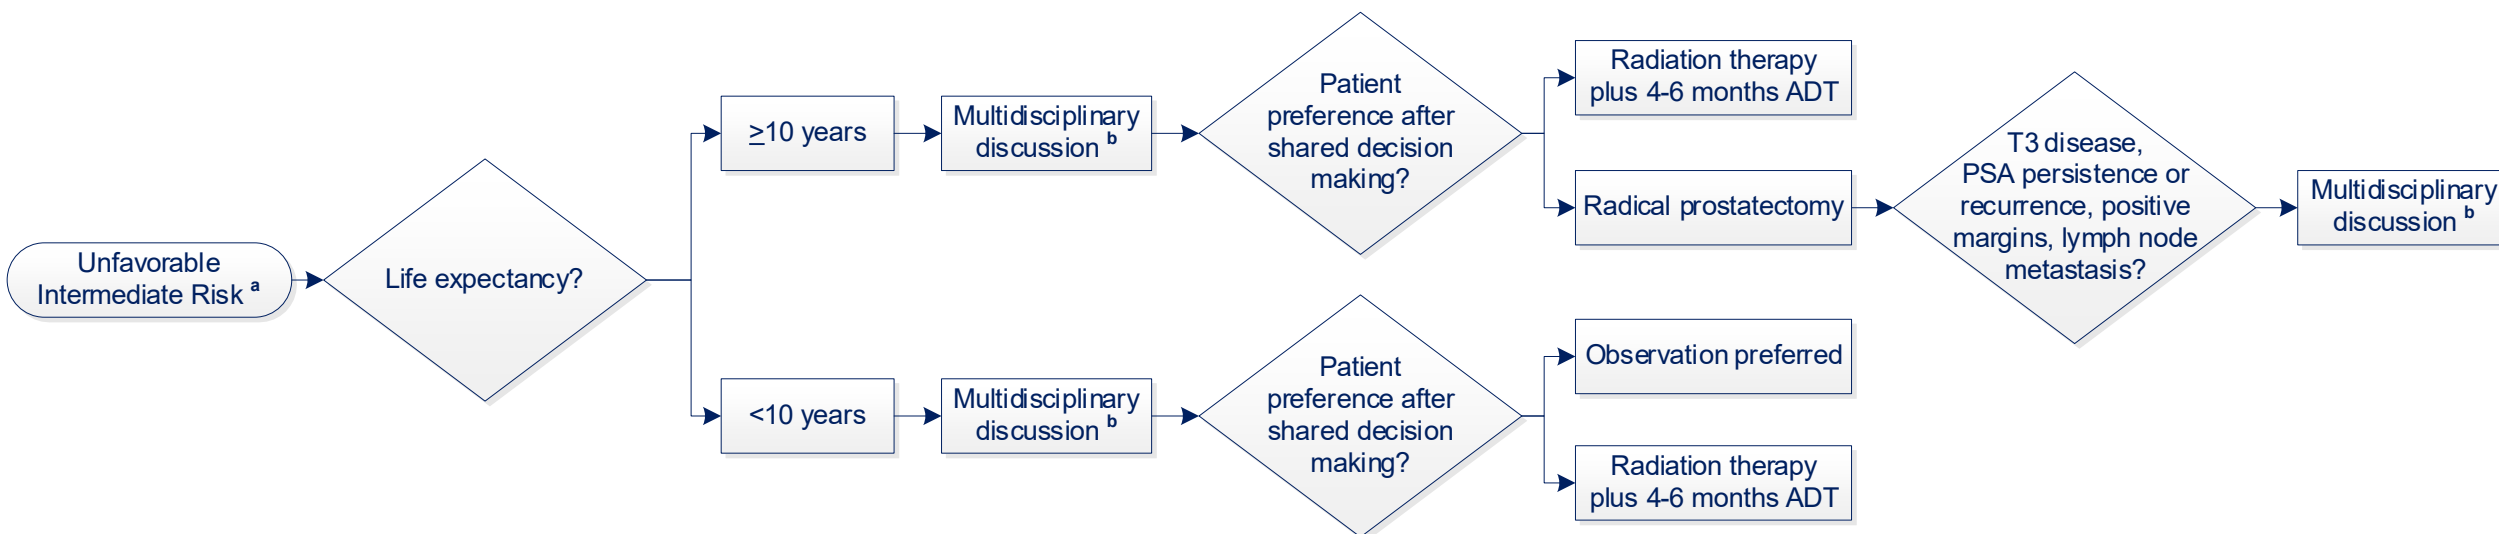 Unfavorable
Intermediate Risk a
Life expectancy?
≥10 years
Multidisciplinary
discussion b
Patient
preference after
shared decision
making?
Radiation therapy
plus 4-6 months ADT
Radical prostatectomy
T3 disease,
PSA persistence or
recurrence, positive
margins, lymph node
metastasis?
Multidisciplinary
discussion b
<10 years
Multidisciplinary
discussion b
Patient
preference after
shared decision
making?
Observation preferred
Radiation therapy
plus 4-6 months ADT